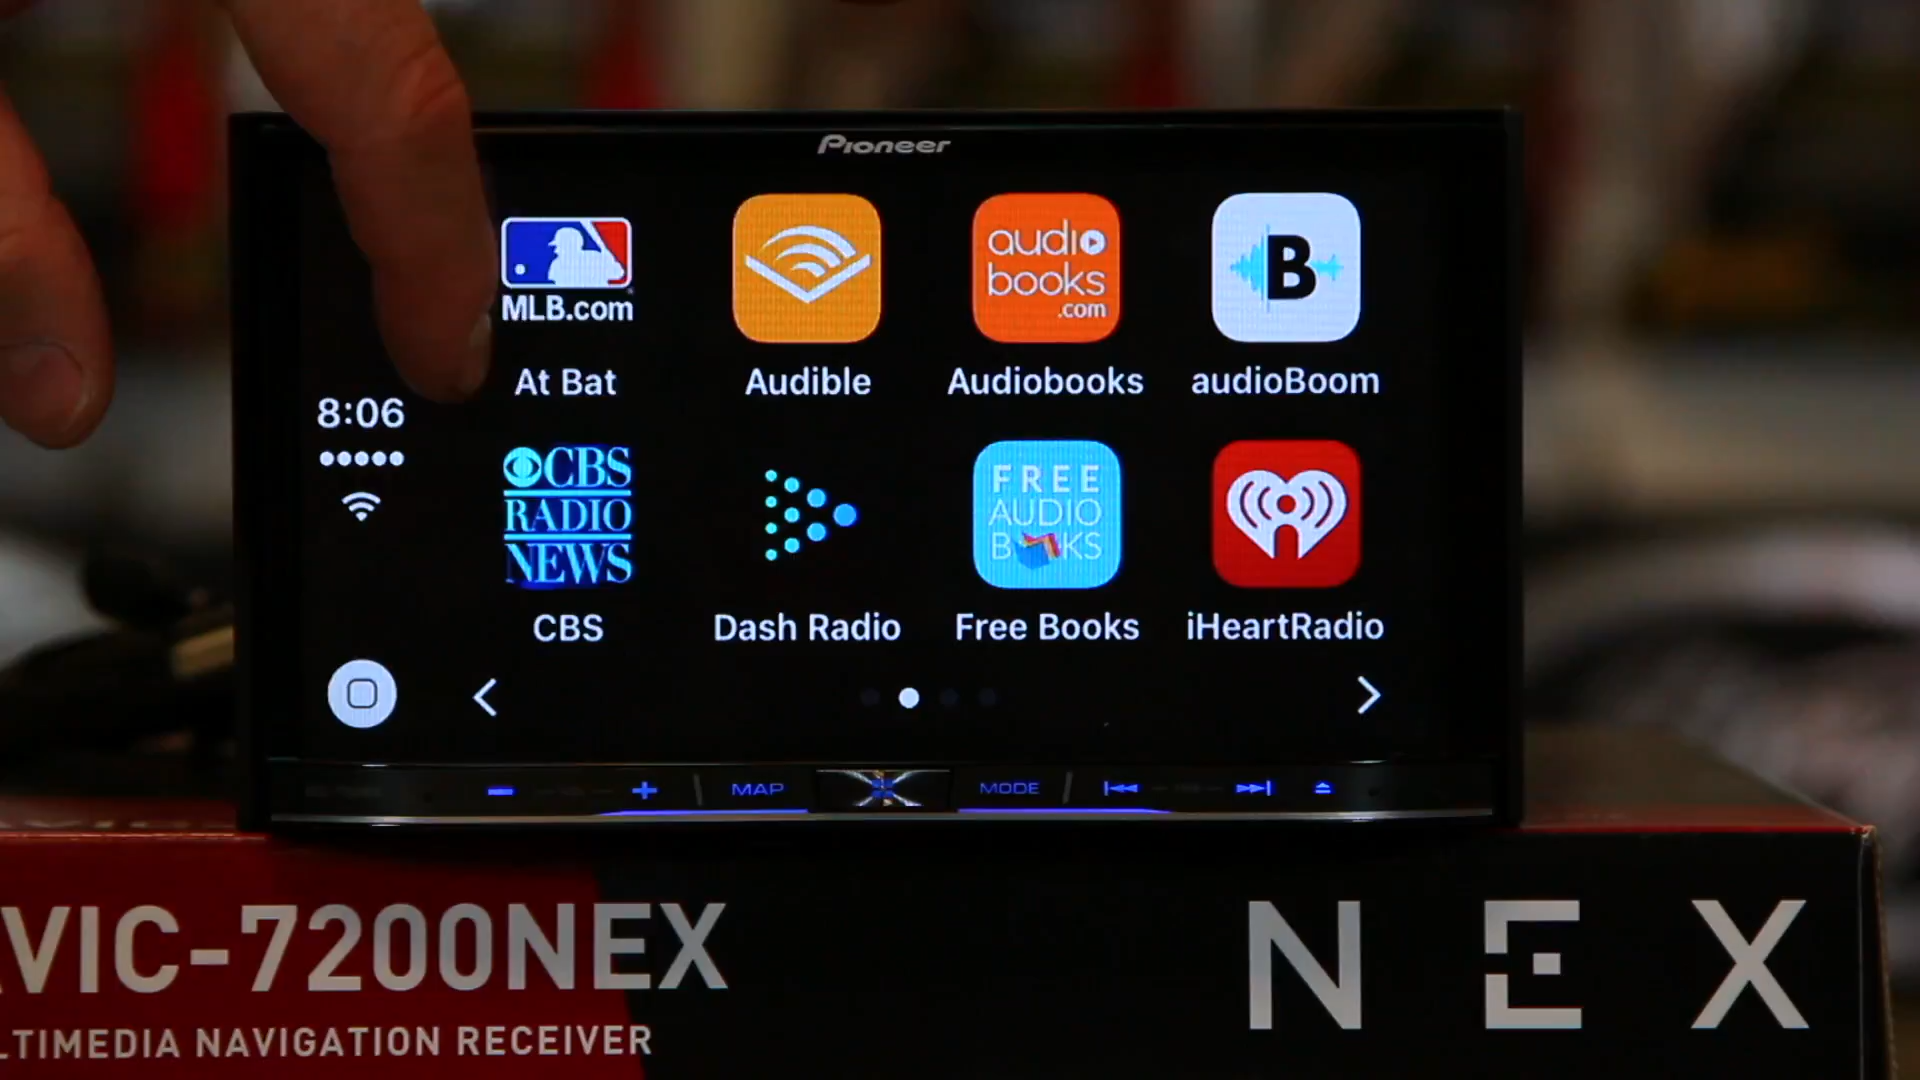 Pioneer
MLB.com
audio
books
.com
B
At Bat
Audible
Audiobooks
audioBoom
8:06
CBS
RADIO
NEWS
FREE
AUDIO
BOOKS
CBS
Dash Radio
Free Books
iHeartRadio
MAP
MODE
VIC-7200NEX
NEX
LTIMEDIA NAVIGATION RECEIVER